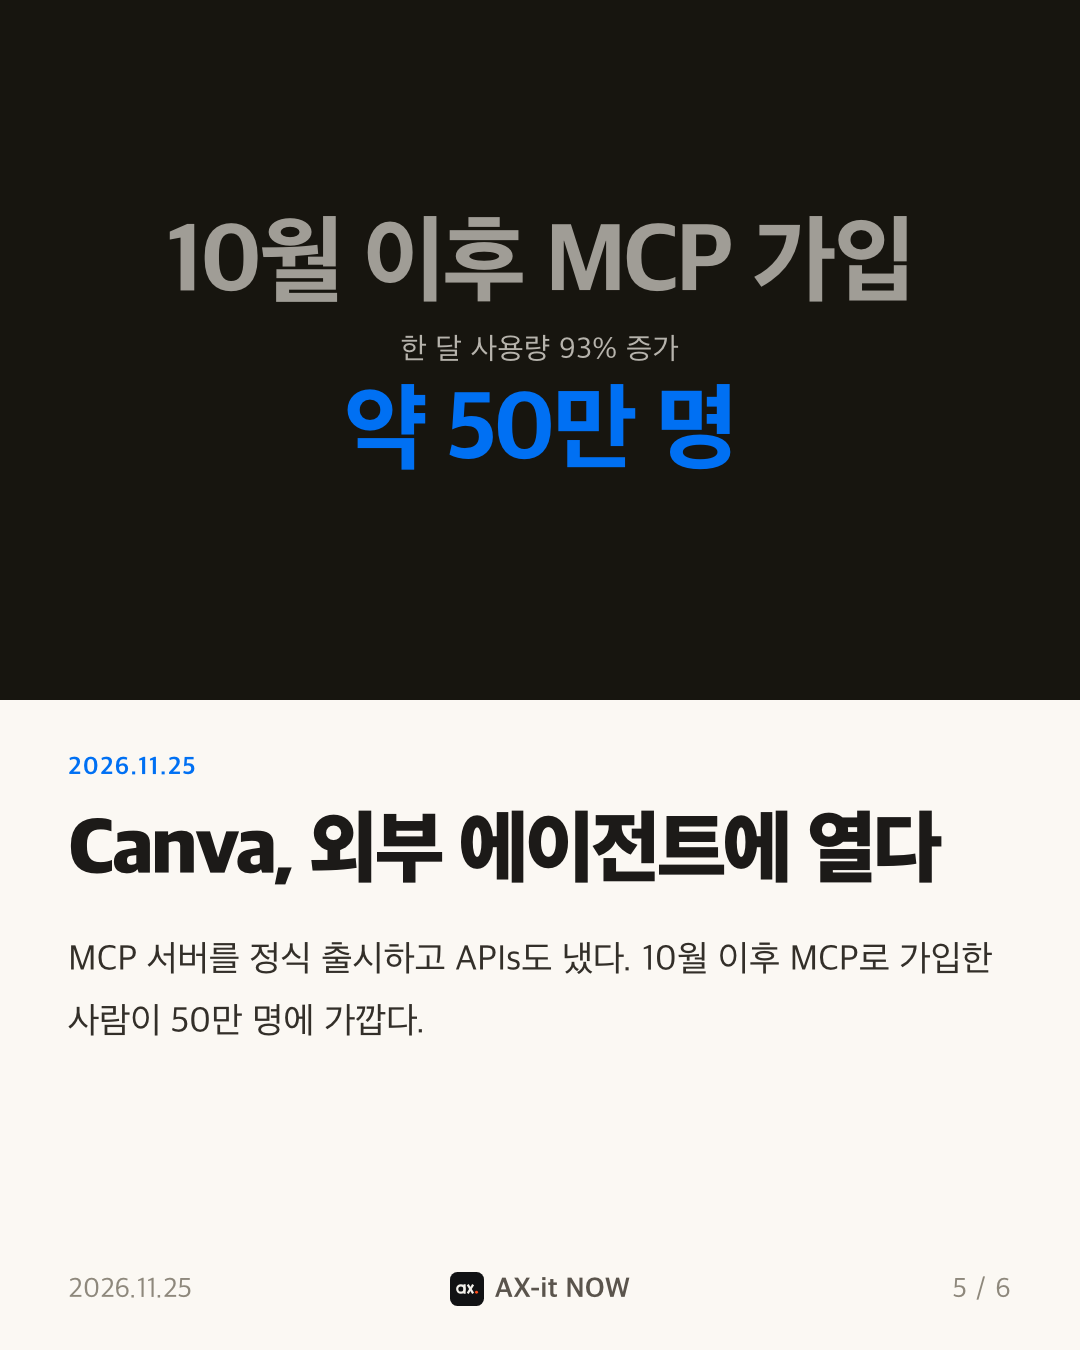 10월 이후 MCP 가입
한 달 사용량 93% 증가
약 50만 명
2026.11.25
Canva, 외부 에이전트에 열다
MCP 서버를 정식 출시하고 APIs도 냈다. 10월 이후 MCP로 가입한
사람이 50만 명에 가깝다.
2026.11.25
ax. AX-it NOW
5 / 6